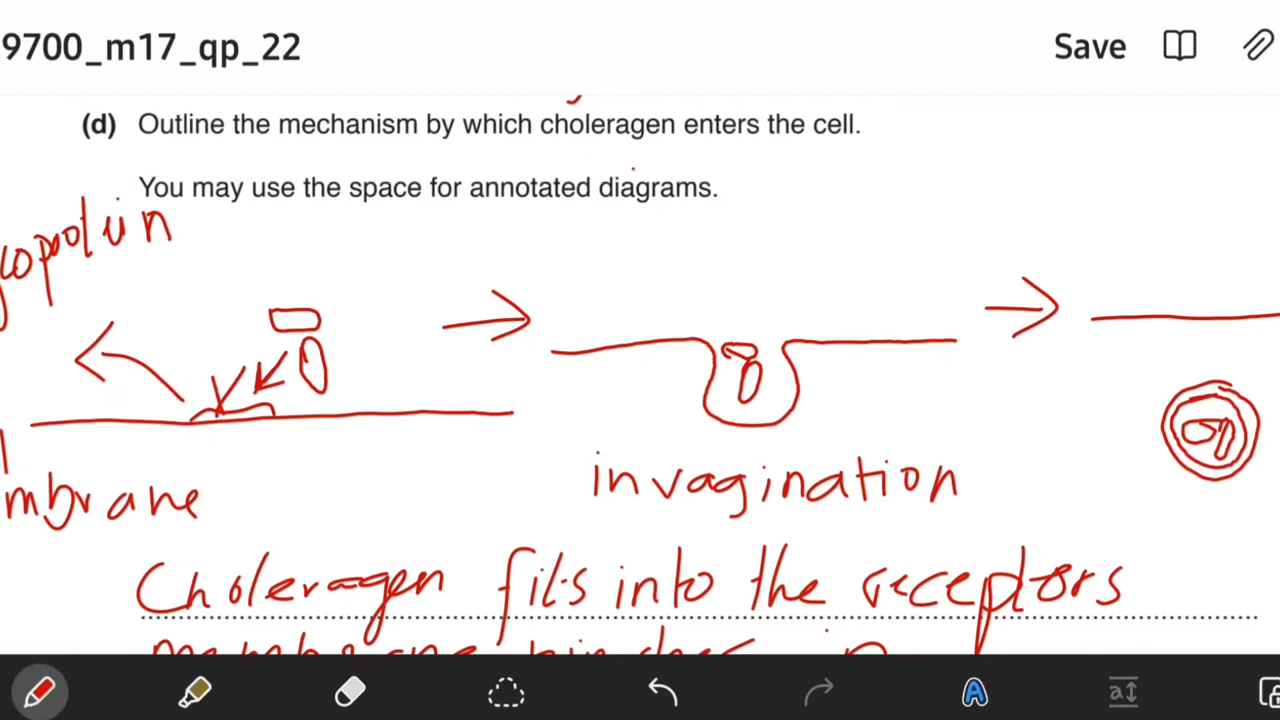 9700_m17_qp_22
Save
(d) Outline the mechanism by which choleragen enters the cell.
You may use the space for annotated diagrams.
mbrane
invagination
Choleragen fits into the receptors
A
a